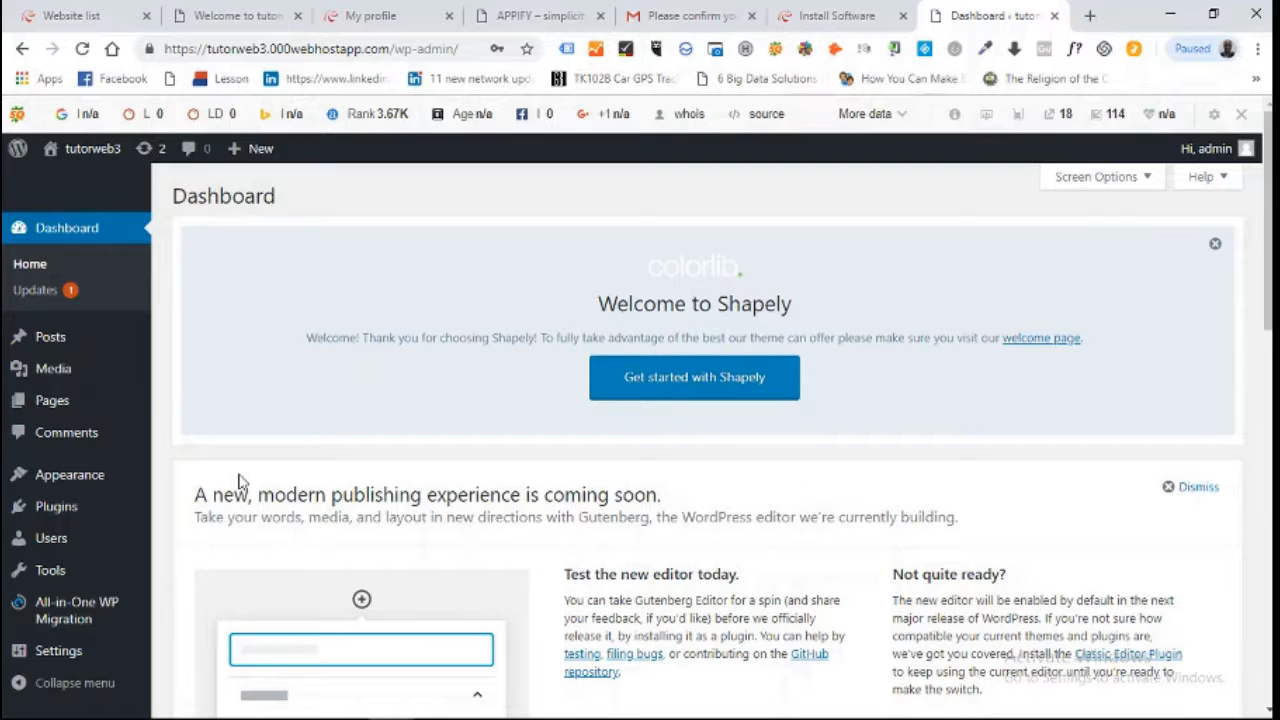 Website list
Welcome to tutor
My profile
APPIFY – simplicit
Please confirm yo
Install Software
Dashboard ‹ tutor
https://tutorweb3.000webhostapp.com/wp-admin/
Paused
Apps
Facebook
Lesson
https://www.linkedin
11 new network upd
TK102B Car GPS Tra
6 Big Data Solutions
How You Can Make
The Religion of the C
»
I n/a
L 0
LD 0
I n/a
Rank 3.67K
Age n/a
I 0
+1 n/a
whois
source
More data
18
114
n/a
tutorweb3
2
0
New
Hi, admin
Screen Options
Help
Dashboard
Home
Updates 1
Posts
Media
Pages
Comments
Appearance
Plugins
Users
Tools
All-in-One WP
Migration
Settings
Collapse menu
Dashboard
colorlib.
Welcome to Shapely
Welcome! Thank you for choosing Shapely! To fully take advantage of the best our theme can offer please make sure you visit our welcome page.
Get started with Shapely
A new, modern publishing experience is coming soon.
Dismiss
Take your words, media, and layout in new directions with Gutenberg, the WordPress editor we're currently building.
Test the new editor today.
You can take Gutenberg Editor for a spin (and share
your feedback, if you'd like) before we officially
release it, by installing it as a plugin. You can help by
testing, filing bugs, or contributing on the GitHub
repository.
Not quite ready?
The new editor will be enabled by default in the next
major release of WordPress. If you're not sure how
compatible your current themes and plugins are,
we've got you covered. Install the Classic Editor Plugin
to keep using the current editor until you're ready to
make the switch.
Activate Windows
Go to Settings to activate Windows.